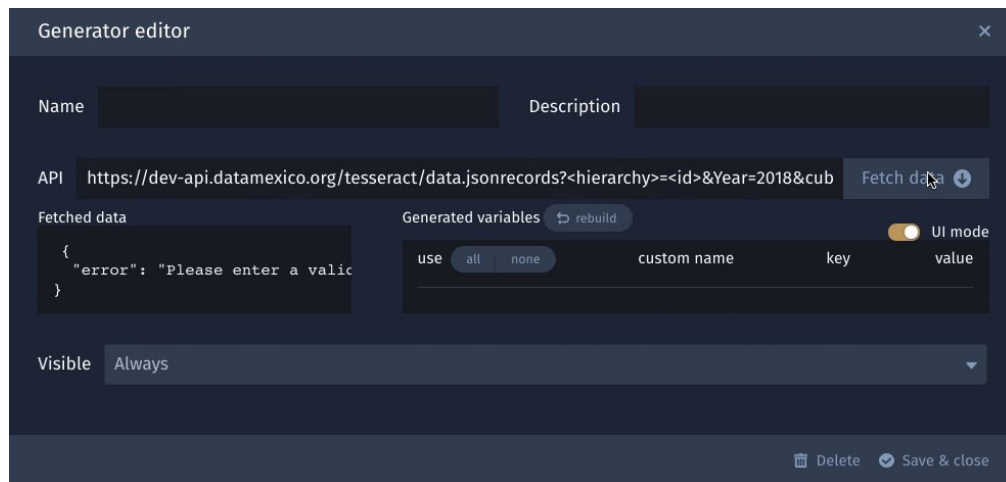 Generator editor
Name
Description
API https://dev-api.datamexico.org/tesseract/data.jsonrecords?<hierarchy>=<id>&Year=2018&cub Fetch data
Fetched data
{
"error": "Please enter a valid
}
Generated variables rebuild
UI mode
use all none custom name key value
Visible Always
Delete Save & close